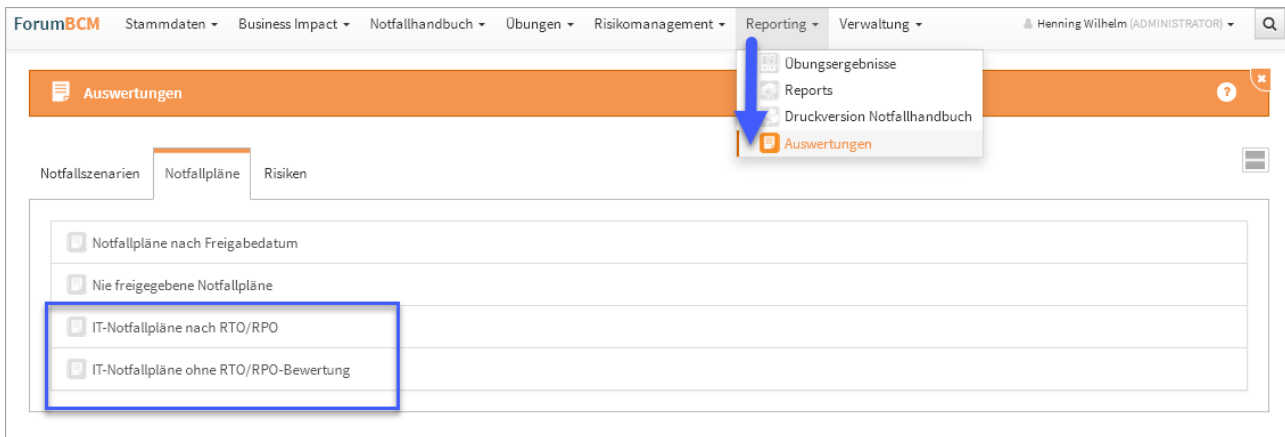 ForumBCM Stammdaten Business Impact Notfallhandbuch Übungen Risikomanagement Reporting Verwaltung Henning Wilhelm (ADMINISTRATOR)
Übungsergebnisse
Reports
Druckversion Notfallhandbuch
Auswertungen
Auswertungen ?
Notfallszenarien Notfallpläne Risiken
Notfallpläne nach Freigabedatum
Nie freigegebene Notfallpläne
IT-Notfallpläne nach RTO/RPO
IT-Notfallpläne ohne RTO/RPO-Bewertung